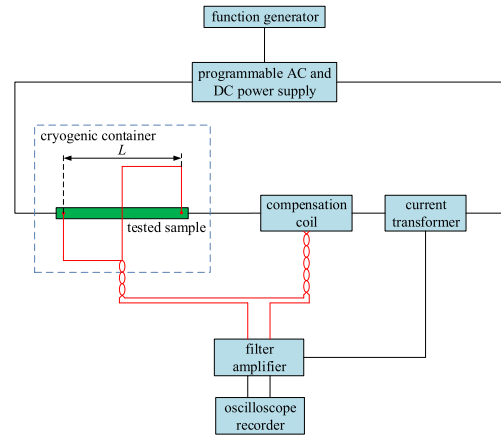 function generator
programmable AC and
DC power supply
cryogenic container
L
tested sample
compensation
coil
current
transformer
filter
amplifier
oscilloscope
recorder